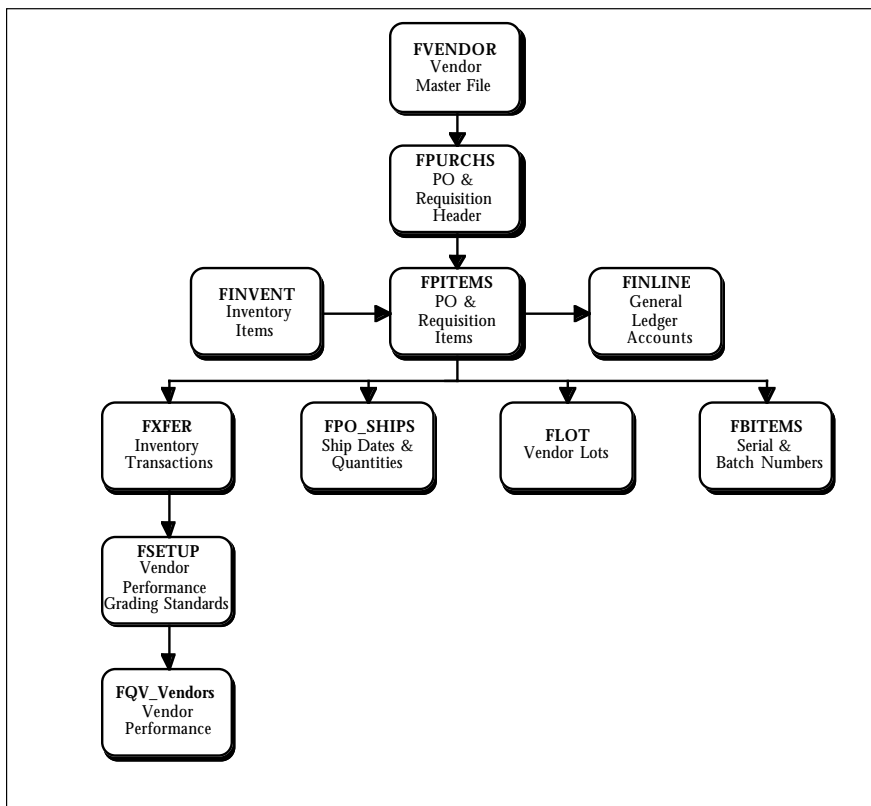 FVENDOR
Vendor
Master File
FPURCHS
PO &
Requisition
Header
FINVENT
Inventory
Items
FPITEMS
PO &
Requisition
Items
FINLINE
General
Ledger
Accounts
FXFER
Inventory
Transactions
FPO_SHIPS
Ship Dates &
Quantities
FLOT
Vendor Lots
FBITEMS
Serial &
Batch Numbers
FSETUP
Vendor
Performance
Grading Standards
FQV_Vendors
Vendor
Performance